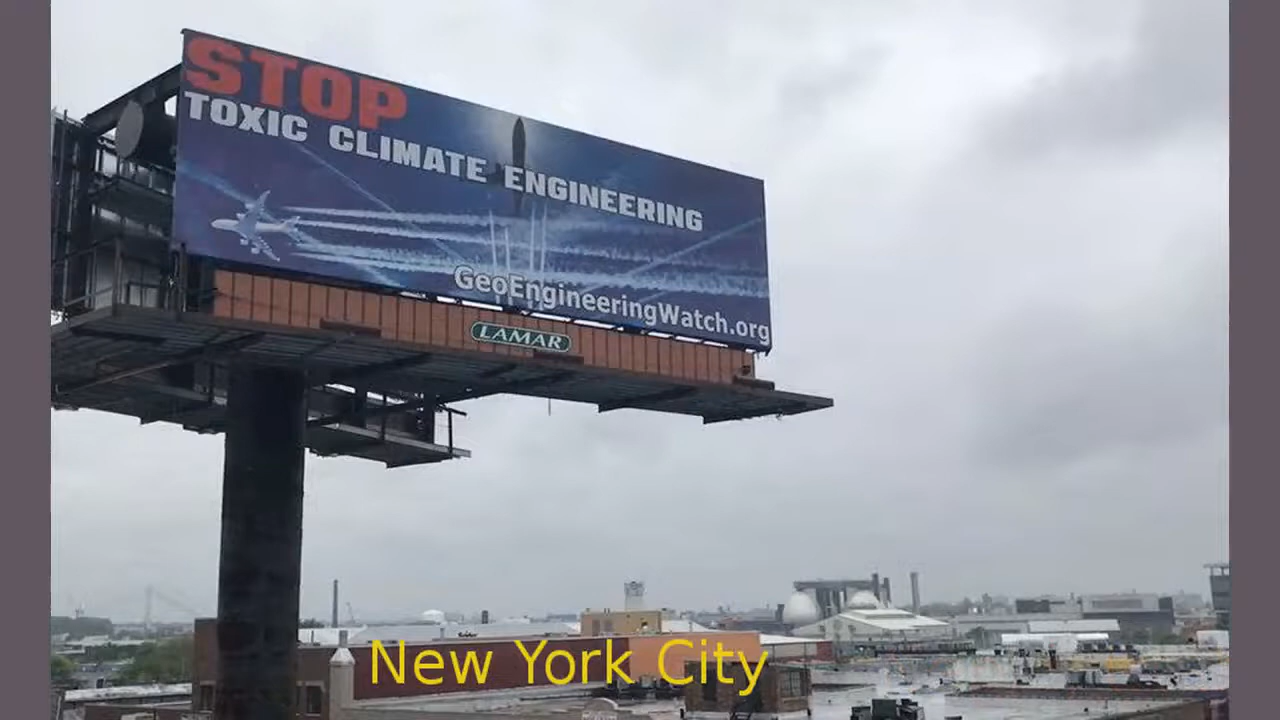 STOP
TOXIC CLIMATE ENGINEERING
GeoEngineeringWatch.org
LAMAR
New York City